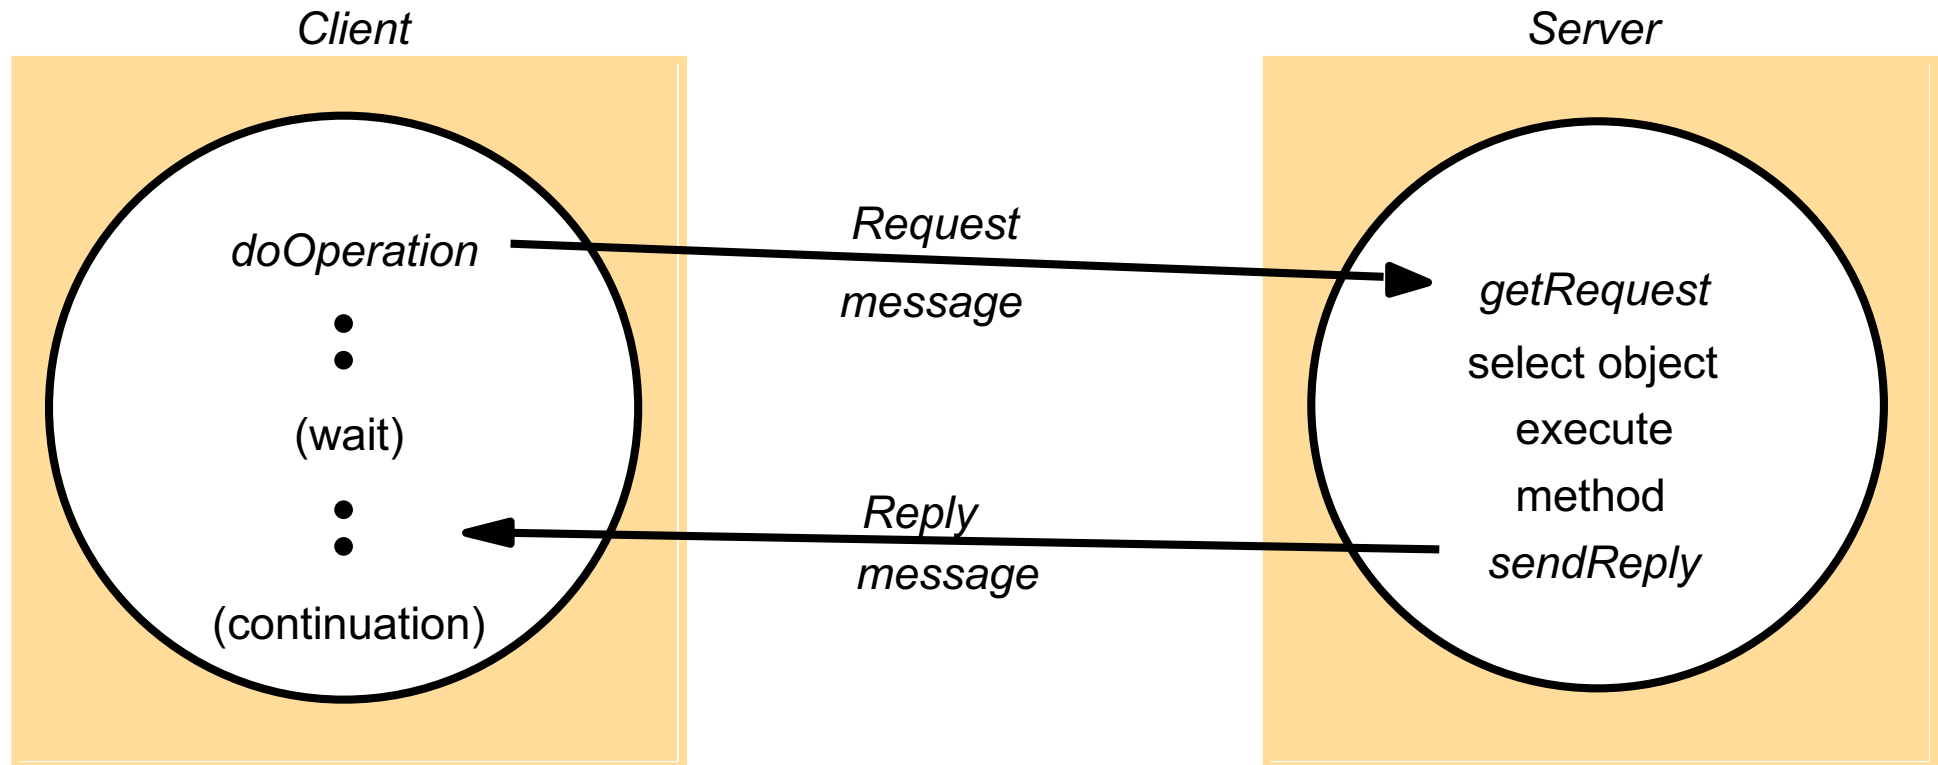 Client
Server
doOperation
(wait)
(continuation)
Request
message
Reply
message
getRequest
select object
execute
method
sendReply